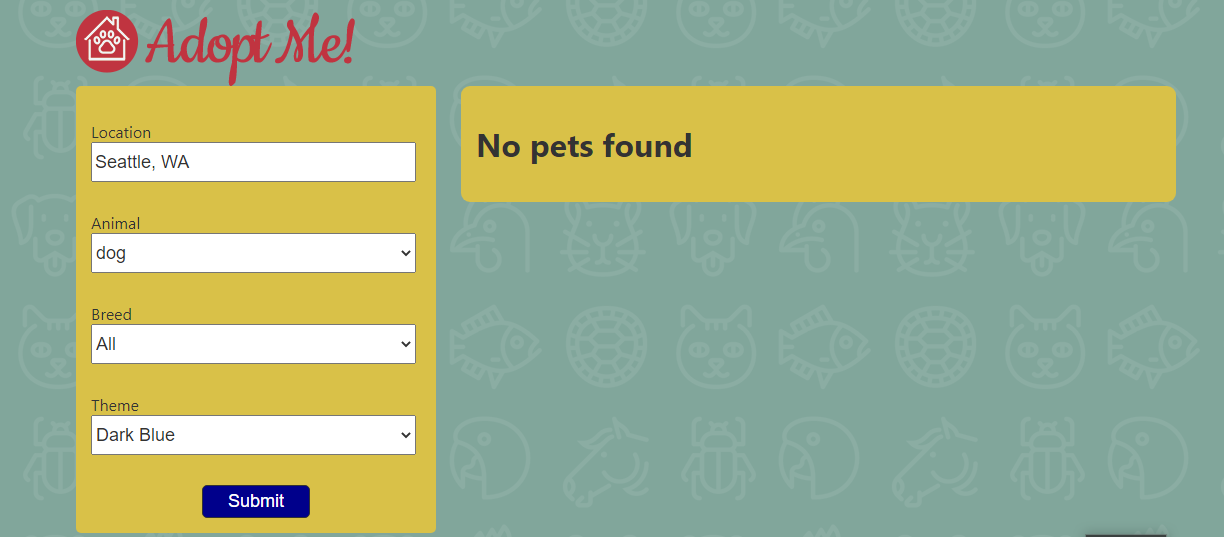 Adopt Me!
Location
Seattle, WA
Animal
dog
Breed
All
Theme
Dark Blue
Submit
No pets found